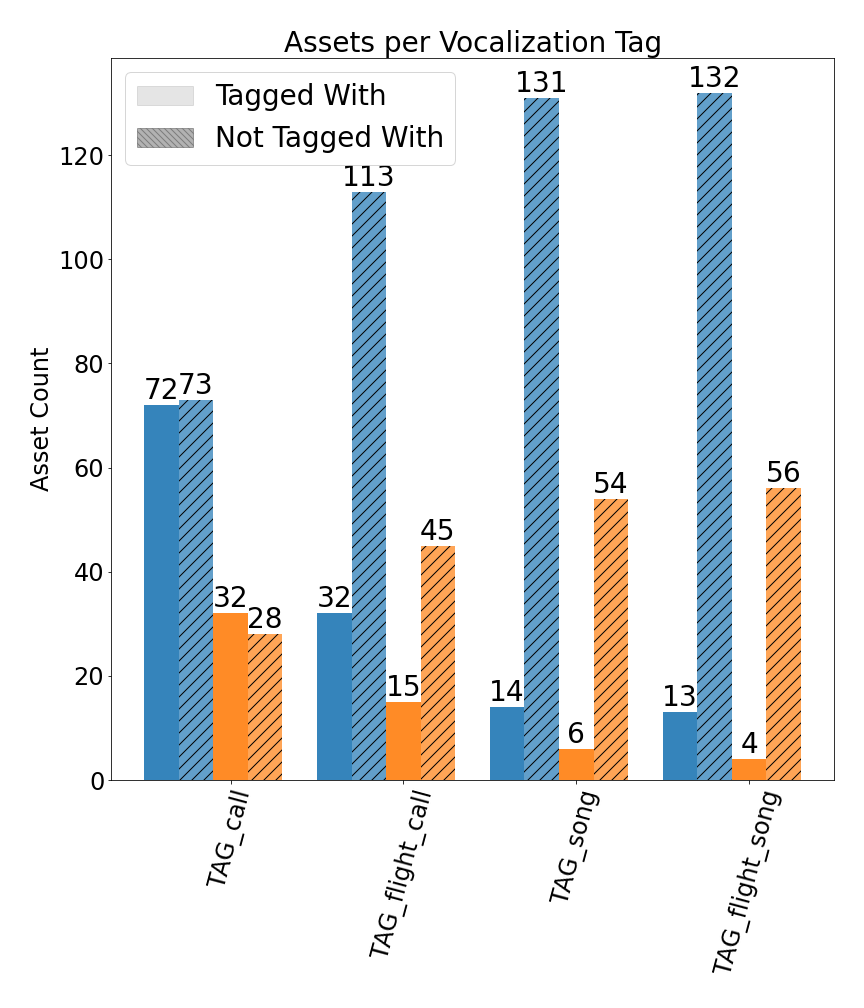 Assets per Vocalization Tag
Tagged With
Not Tagged With
Asset Count
120
100
80
60
40
20
0
72
73
32
28
32
113
15
45
14
131
6
54
13
132
4
56
TAG_call
TAG_flight_call
TAG_song
TAG_flight_song